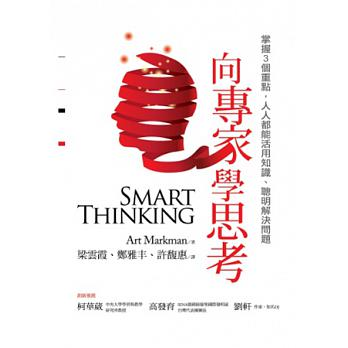 掌握3個重點，人人都能活用知識、聰明解決問題
向專家學思考
SMART
THINKING
Art Markman/著
梁雲霞、鄭雅丰、許馥惠/譯
劉軒
高發育
柯華葳